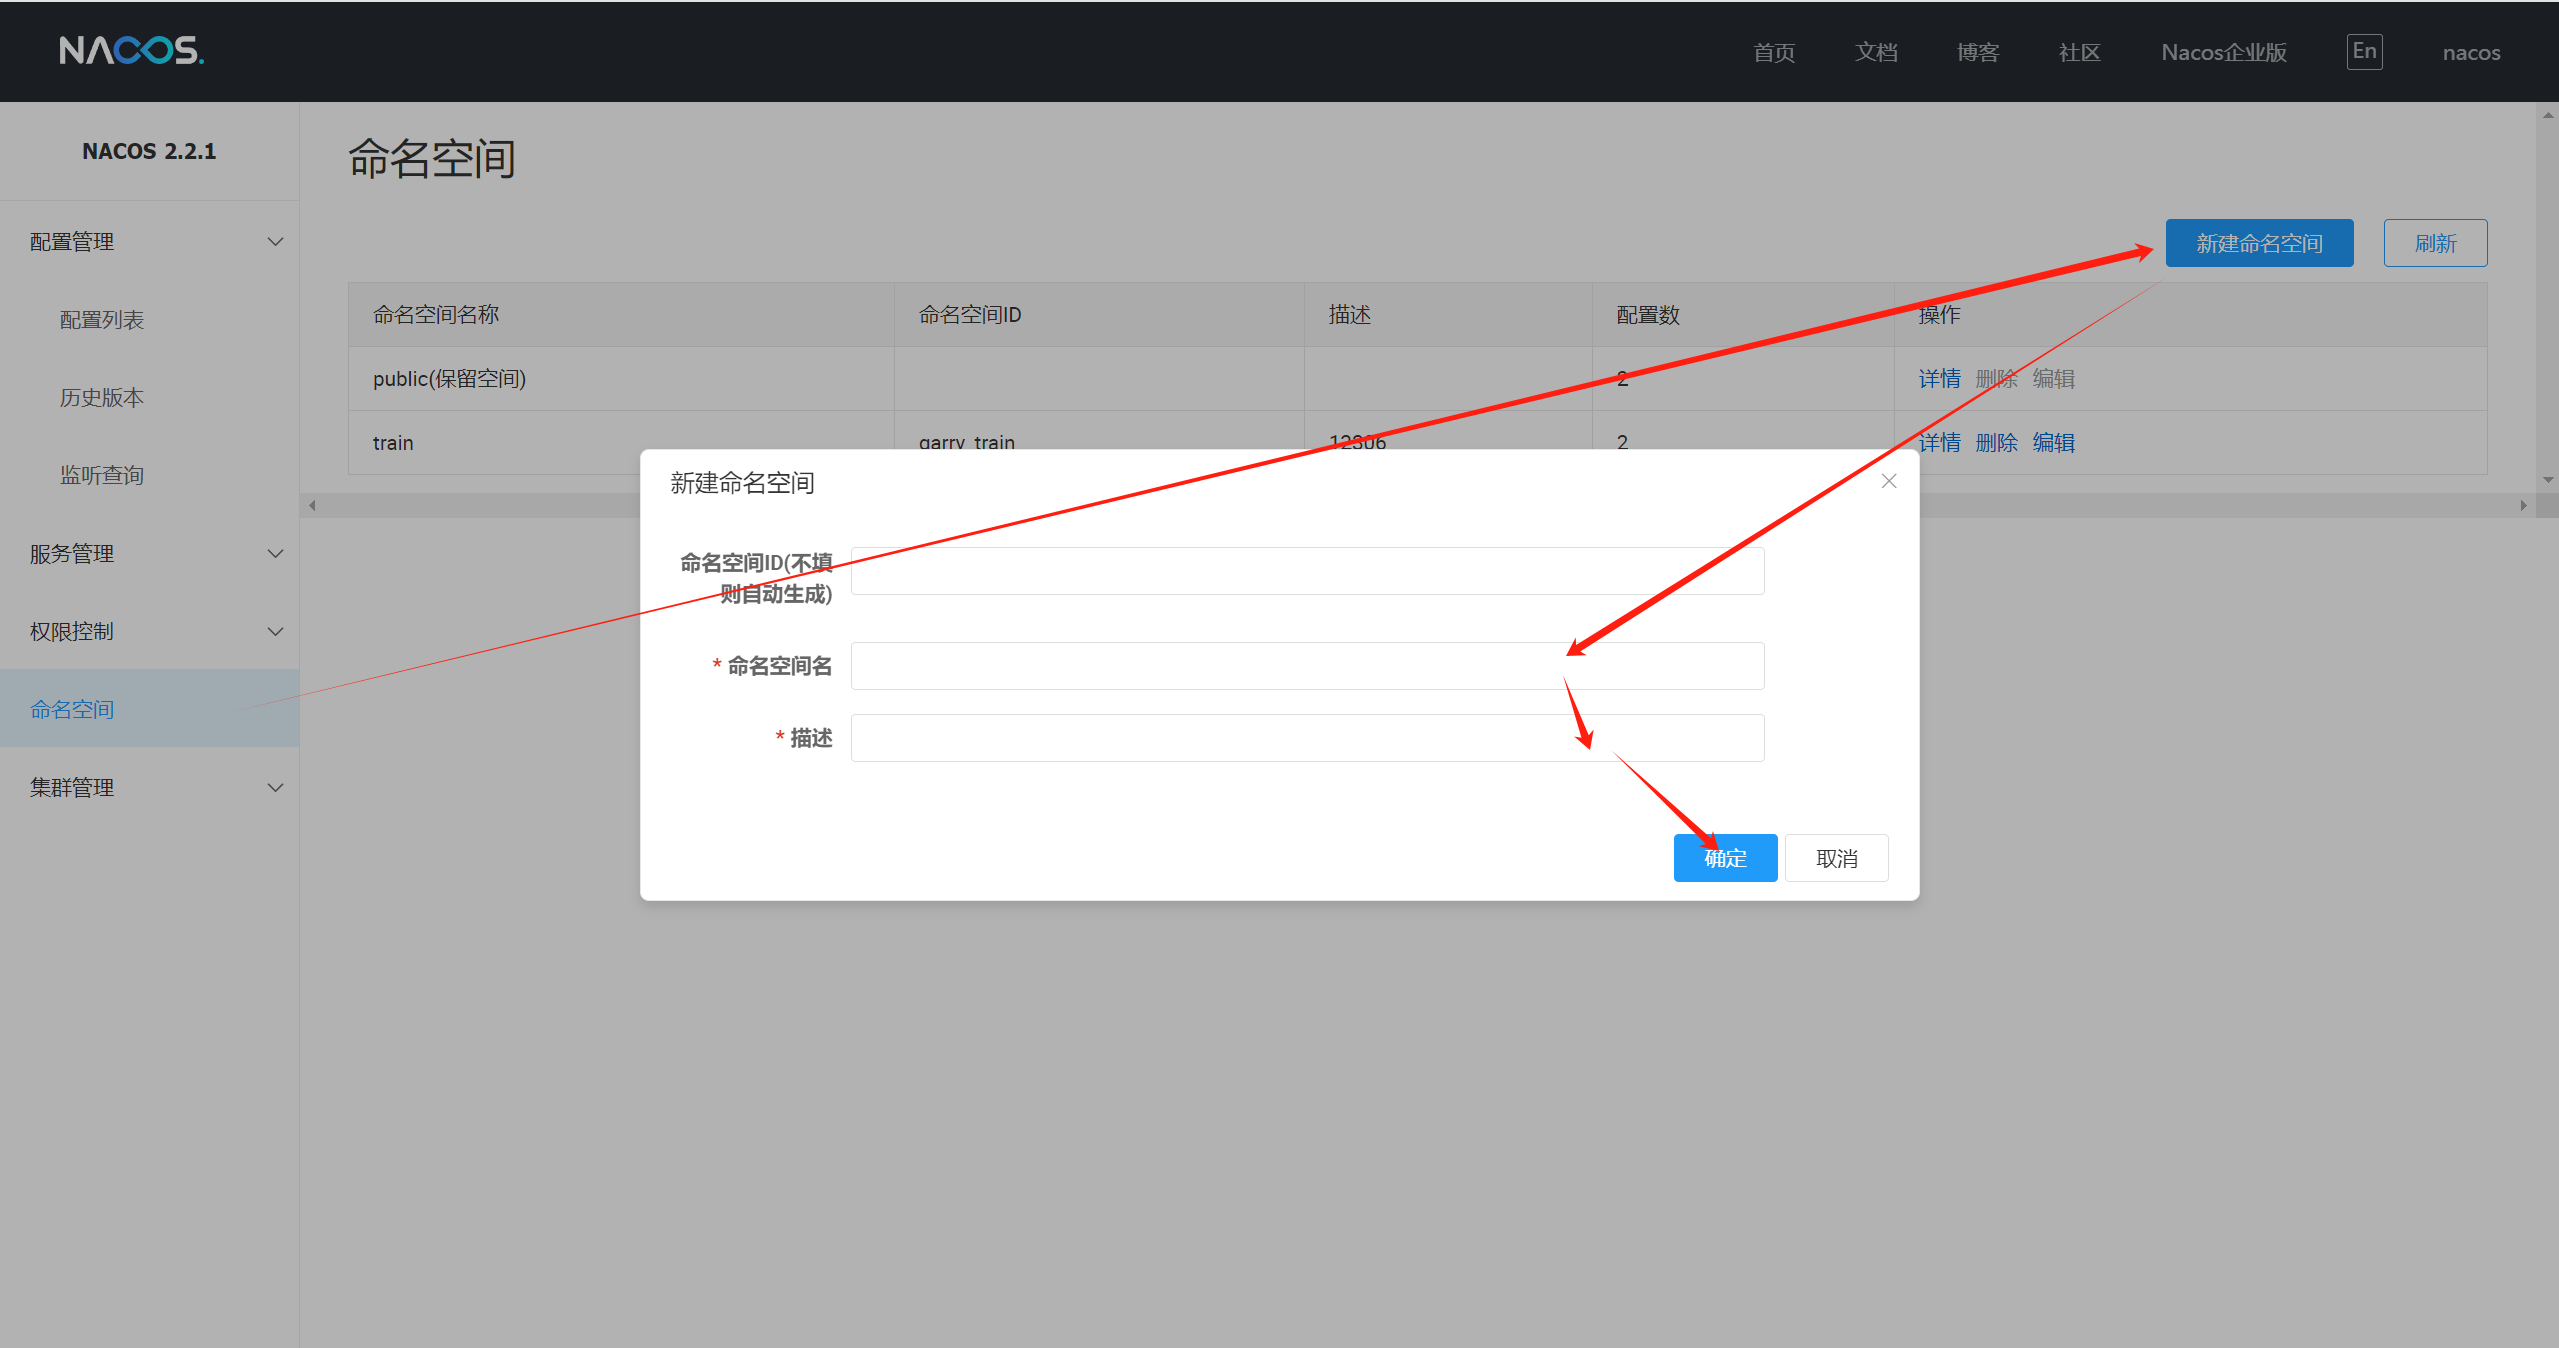 NACOS.
首页 文档 博客 社区 Nacos企业版 En nacos
NACOS 2.2.1
配置管理
配置列表
历史版本
监听查询
服务管理
权限控制
命名空间
集群管理
命名空间
新建命名空间 刷新
命名空间名称 命名空间ID 描述 配置数 操作
public(保留空间) 2 详情 删除 编辑
train garry_train 12306 2 详情 删除 编辑
新建命名空间
命名空间ID(不填
则自动生成)
* 命名空间名
* 描述
确定 取消